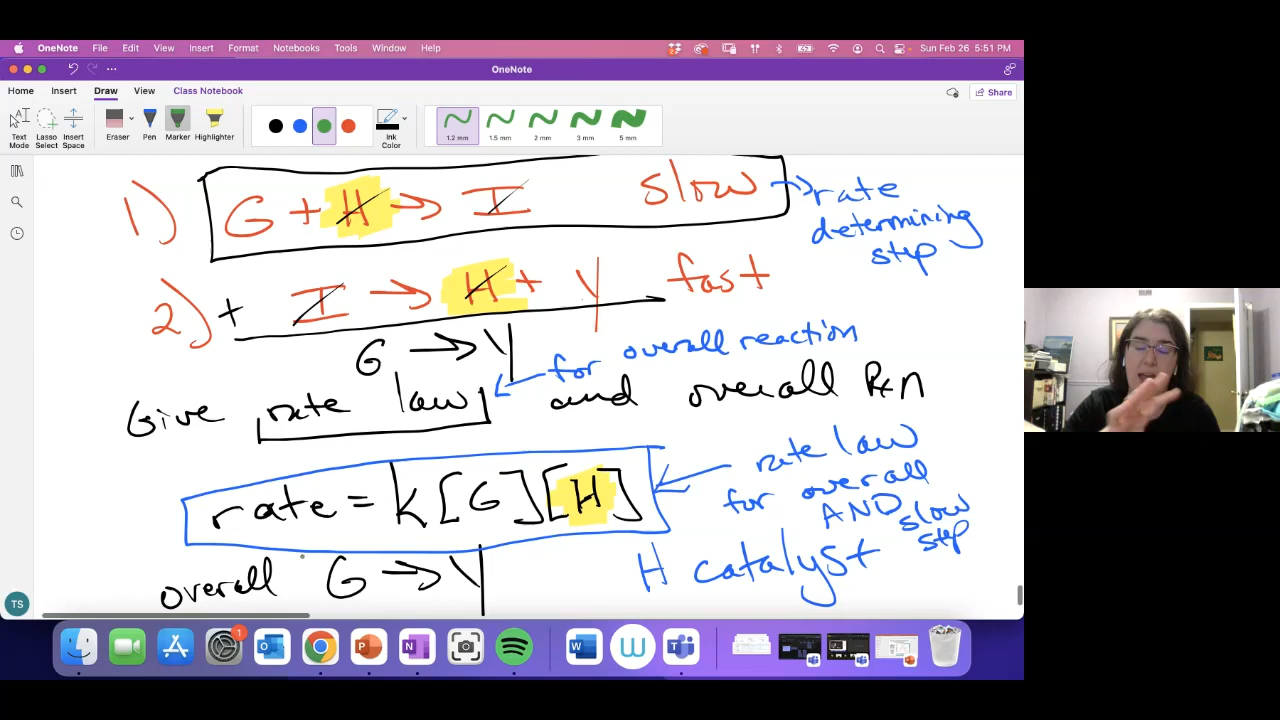 OneNote File Edit View Insert Format Notebooks Tools Window Help Sun Feb 26 5:51 PM
OneNote
Home Insert Draw View Class Notebook Share
Text Mode Lasso Select Insert Space Eraser Pen Marker Highlighter Ink Color 1.2 mm 1.5 mm 2 mm 3 mm 5 mm
1) G + H → I slow → rate determining step
2) + I → H + Y fast
G → Y
for overall reaction
Give rate law and overall Rxn
rate = k[G][H]
rate law for overall AND slow step
overall G → Y
H catalyst
TS
1